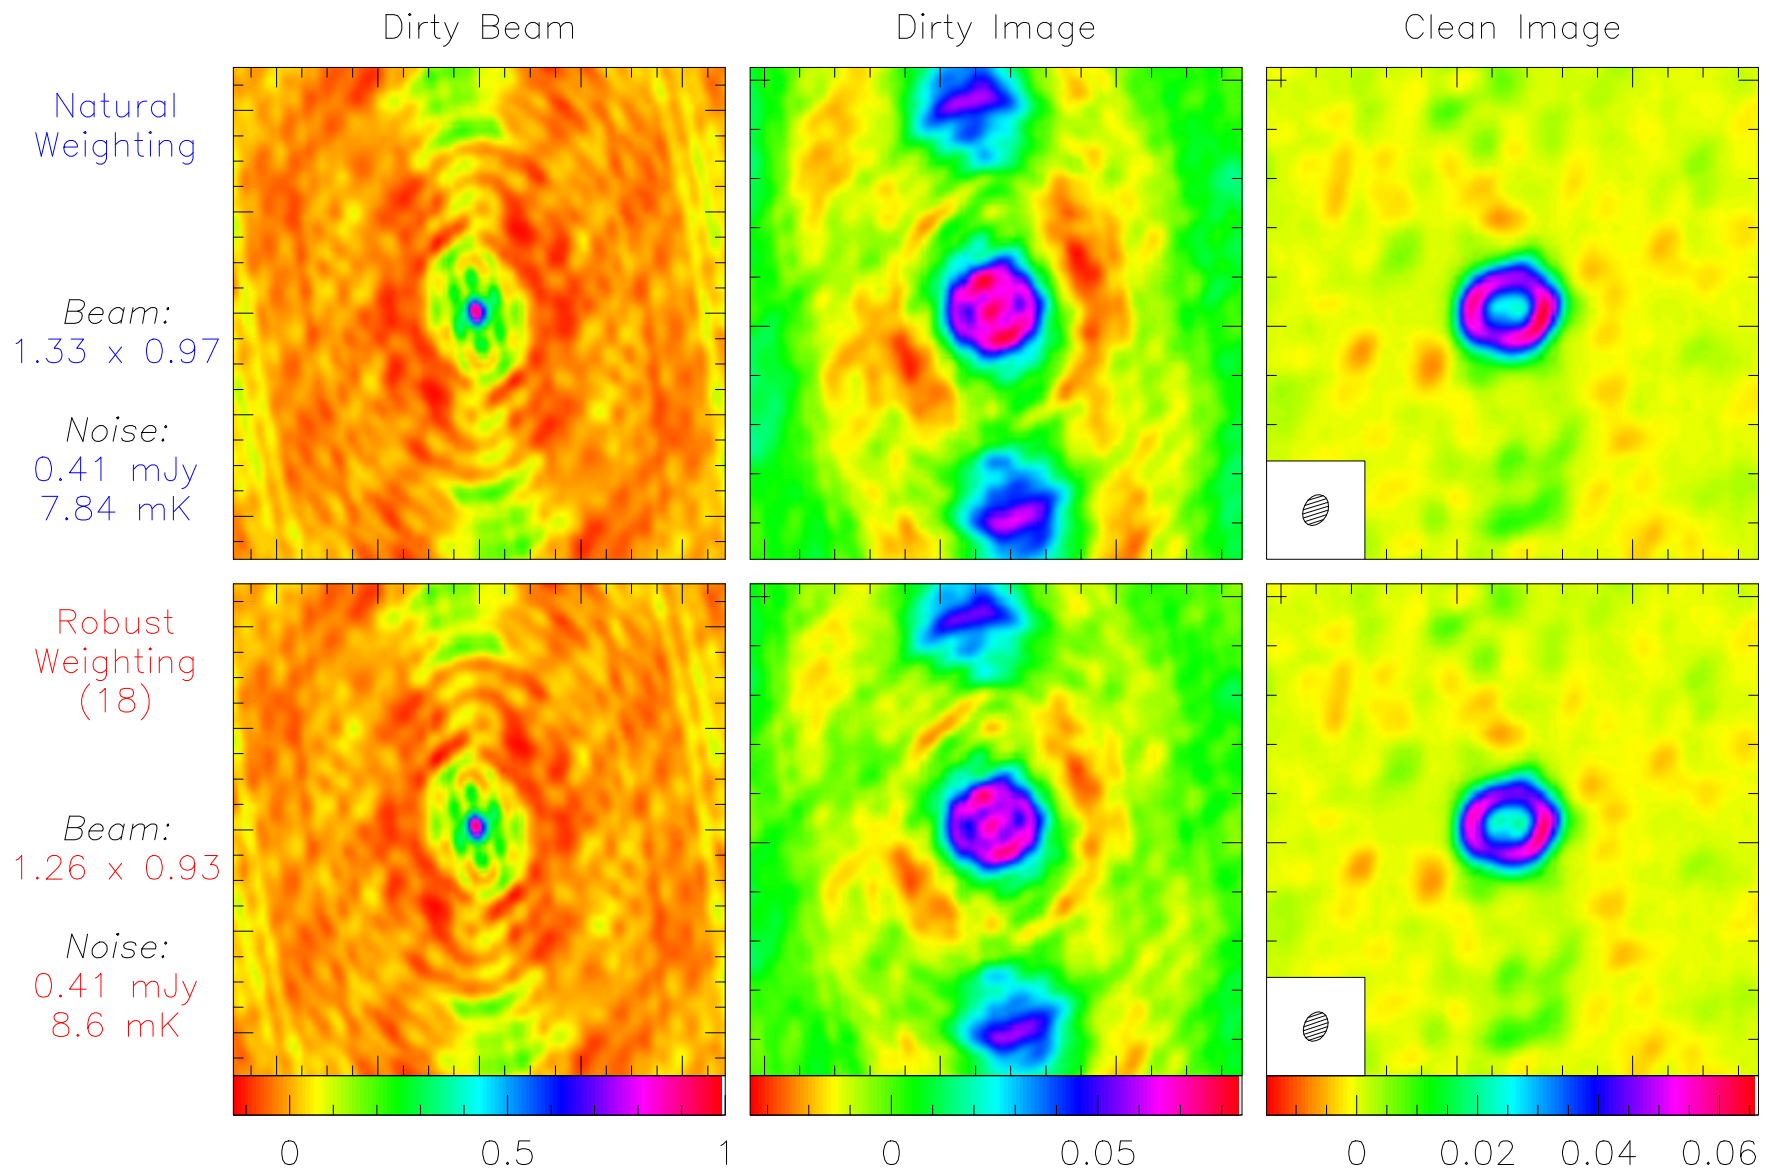 Dirty Beam
Dirty Image
Clean Image
Natural
Weighting
Beam:
1.33 x 0.97
Noise:
0.41 mJy
7.84 mK
Robust
Weighting
(18)
Beam:
1.26 x 0.93
Noise:
0.41 mJy
8.6 mK
0 0.5 1
0 0.05
0 0.02 0.04 0.06